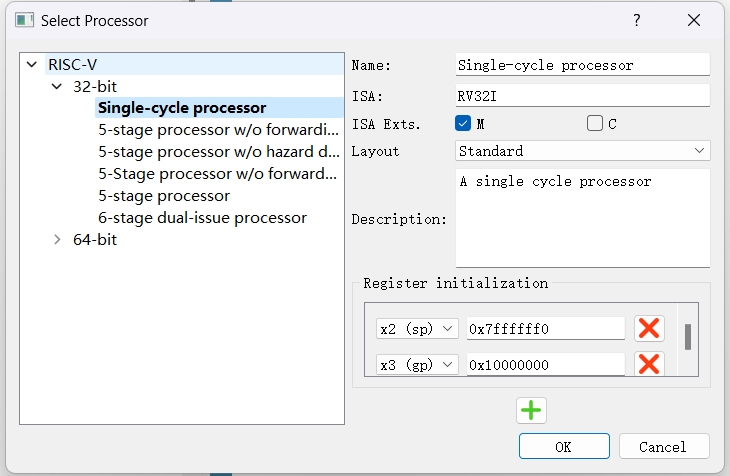 Select Processor
?
RISC-V
32-bit
Single-cycle processor
5-stage processor w/o forwardi...
5-stage processor w/o hazard d...
5-Stage processor w/o forward...
5-stage processor
6-stage dual-issue processor
64-bit
Name: Single-cycle processor
ISA: RV32I
ISA Exts. M C
Layout Standard
Description: A single cycle processor
Register initialization
x2 (sp) 0x7ffffff0
x3 (gp) 0x10000000
OK Cancel